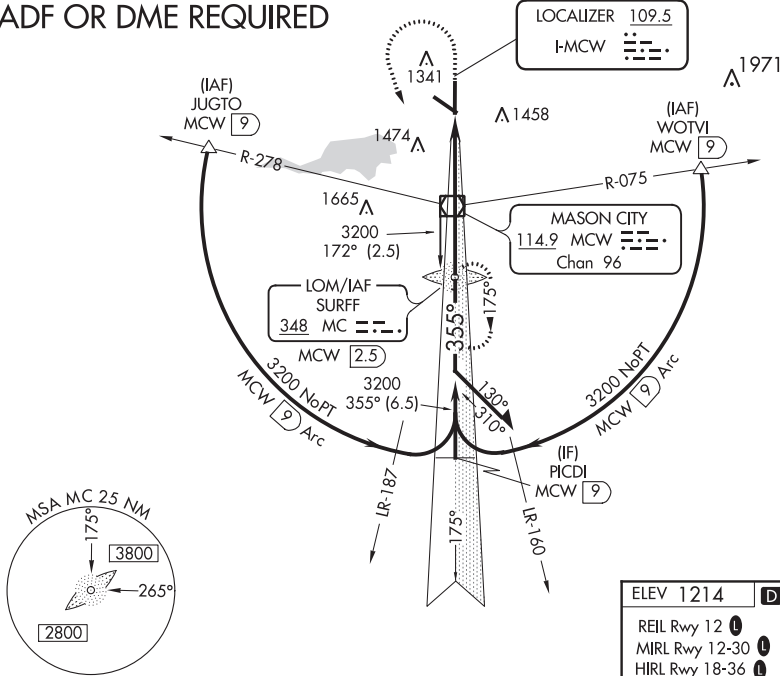 ADF OR DME REQUIRED
LOCALIZER 109.5
I-MCW
1341
1971
(IAF)
JUGTO
MCW 9
1458
(IAF)
WOTVI
MCW 9
1474
R-278
R-075
1665
MASON CITY
114.9 MCW
Chan 96
3200
172° (2.5)
LOM/IAF
SURFF
348 MC
MCW 2.5
355°
175°
3200 NoPT
MCW 9 Arc
3200
355° (6.5)
130°
310°
3200 NoPT
MCW 9 Arc
(IF)
PICDI
MCW 9
LR-187
175°
LR-160
MSA MC 25 NM
175°
3800
265°
2800
ELEV 1214 D
REIL Rwy 12 L
MIRL Rwy 12-30 L
HIRL Rwy 18-36 L